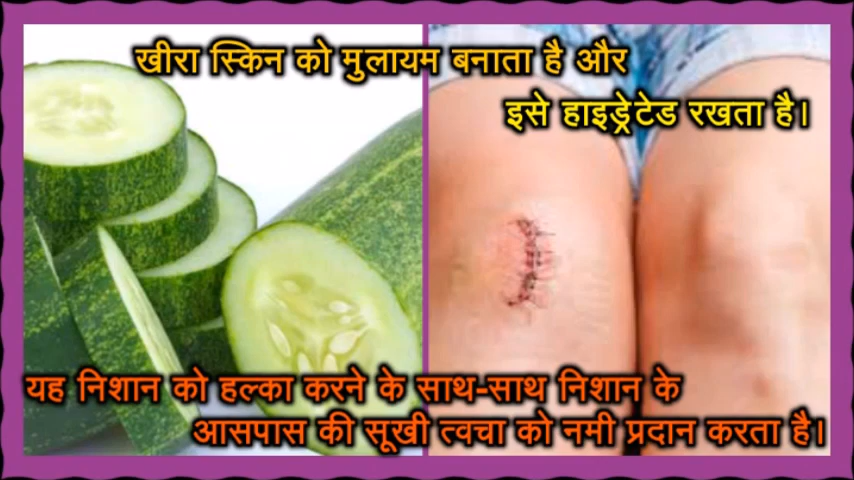 खीरा स्किन को मुलायम बनाता है और
इसे हाइड्रेटेड रखता है।
यह निशान को हल्का करने के साथ-साथ निशान के
आसपास की सूखी त्वचा को नमी प्रदान करता है।